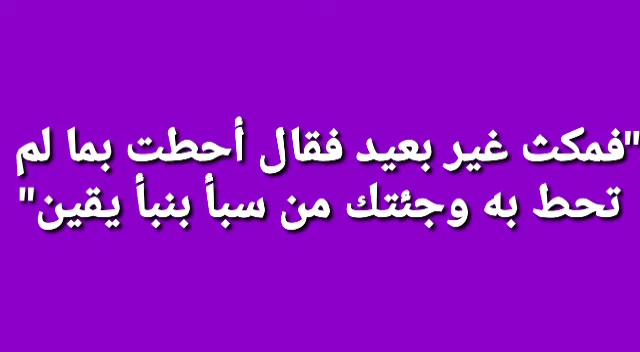 "فمكث غير بعيد فقال أحطت بما لم
تحط به وجئتك من سبأ بنبأ يقين"